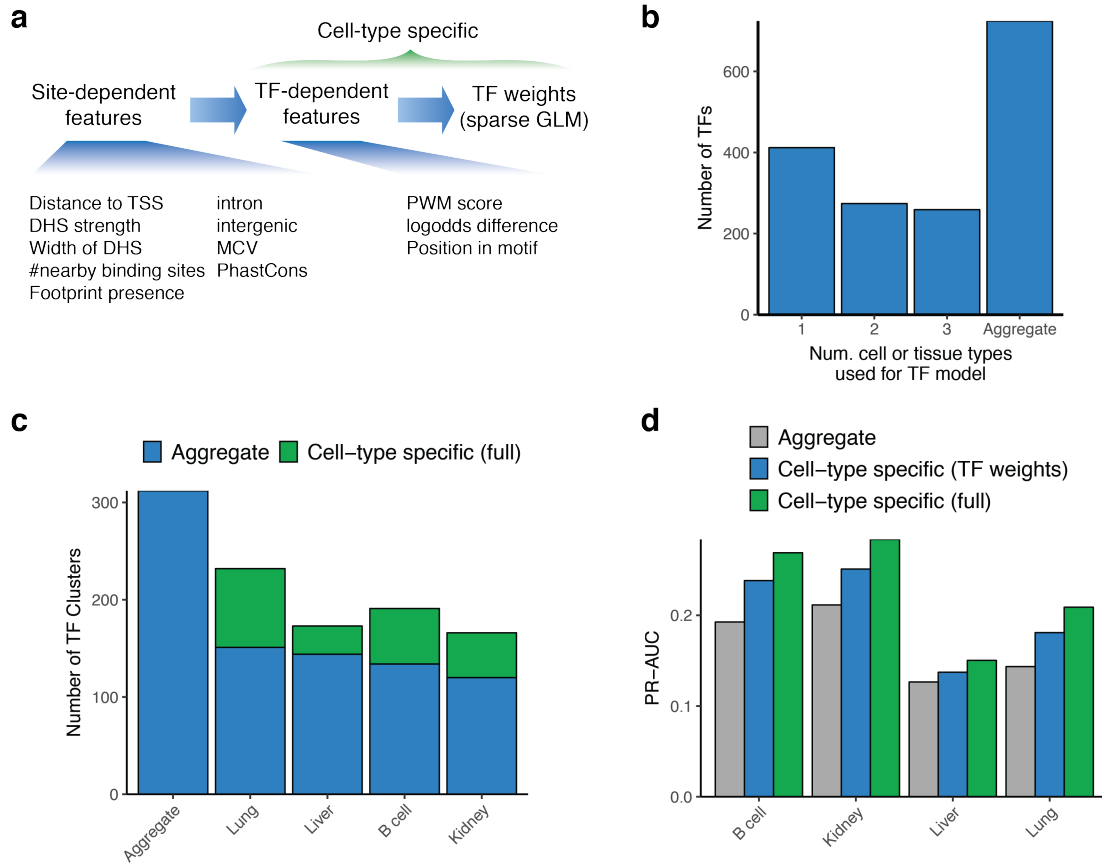 a
Cell-type specific
Site-dependent
features
TF-dependent
features
TF weights
(sparse GLM)
Distance to TSS
DHS strength
Width of DHS
#nearby binding sites
Footprint presence
intron
intergenic
MCV
PhastCons
PWM score
logodds difference
Position in motif
b
Number of TFs
600
400
200
0
1
2
3
Aggregate
Num. cell or tissue types
used for TF model
c
Aggregate
Cell−type specific (full)
Number of TF Clusters
300
200
100
0
Aggregate
Lung
Liver
B cell
Kidney
d
Aggregate
Cell−type specific (TF weights)
Cell−type specific (full)
PR−AUC
0.2
0.1
0.0
B cell
Kidney
Liver
Lung